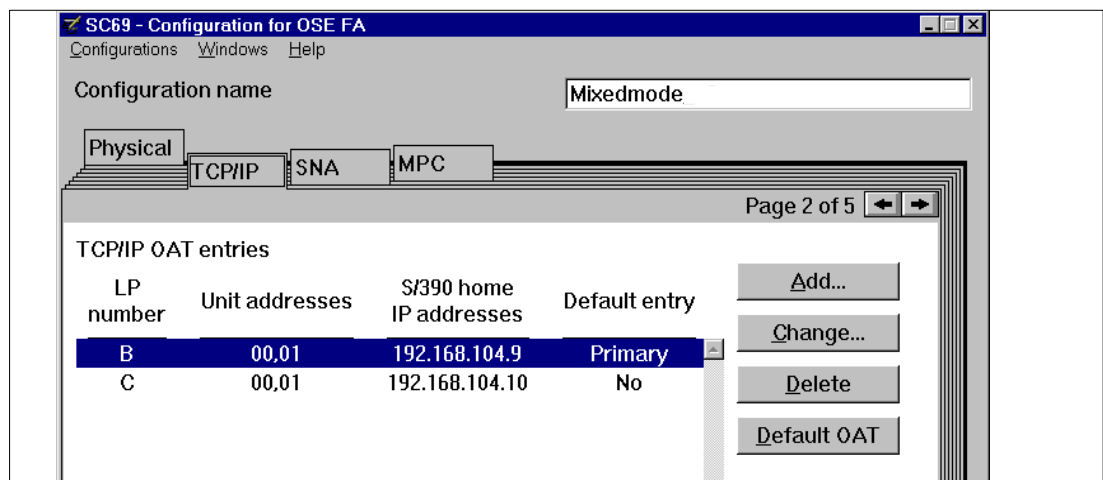 SC69 - Configuration for OSE FA
Configurations Windows Help
Configuration name Mixedmode
Physical
TCP/IP SNA MPC
Page 2 of 5
TCP/IP OAT entries
LP number Unit addresses S/390 home IP addresses Default entry
B 00,01 192.168.104.9 Primary
C 00,01 192.168.104.10 No
Add...
Change...
Delete
Default OAT